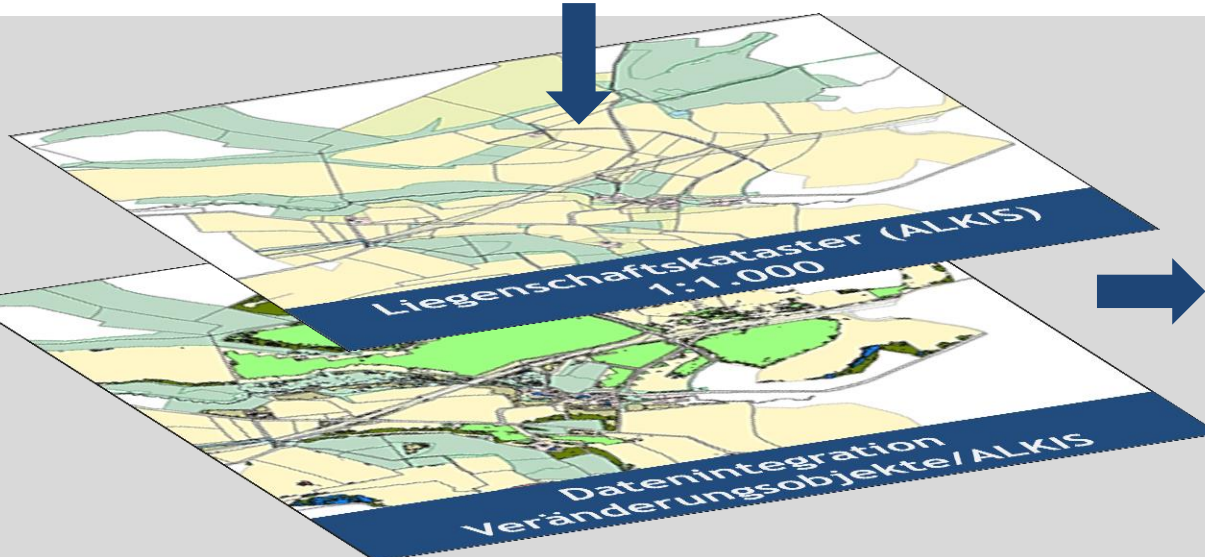 Liegenschaftskataster (ALKIS)
1:1.000
Datenintegration
Veränderungsobjekte/ALKIS